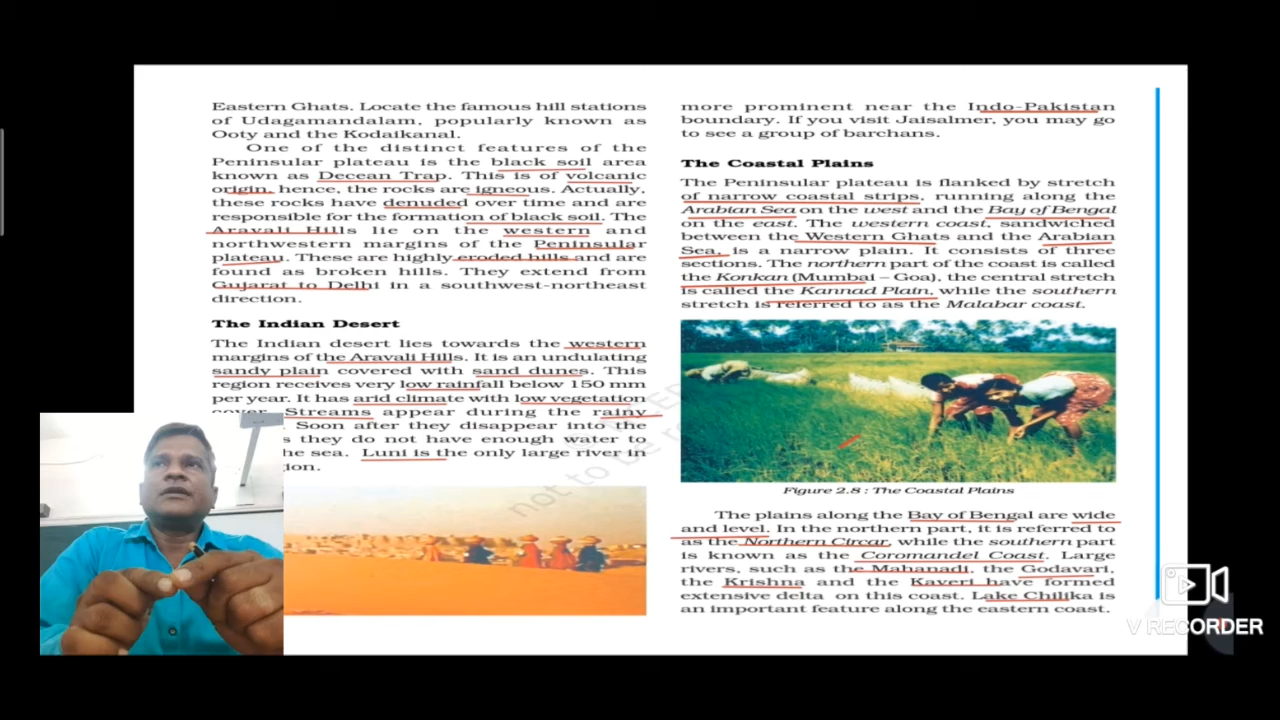 Eastern Ghats. Locate the famous hill stations
of Udagamandalam, popularly known as
Ooty and the Kodaikanal.
One of the distinct features of the
Peninsular plateau is the black soil area
known as Decean Trap. This is of volcanic
origin, hence, the rocks are igneous. Actually,
these rocks have denuded over time and are
responsible for the formation of black soil. The
Aravali Hills lie on the western and
northwestern margins of the Peninsular
plateau. These are highly eroded hills and are
found as broken hills. They extend from
Gujarat to Delhi in a southwest-northeast
direction.
The Indian Desert
The Indian desert lies towards the western
margins of the Aravali Hills. It is an undulating
sandy plain covered with sand dunes. This
region receives very low rainfall below 150 mm
per year. It has arid climate with low vegetation
cover. Streams appear during the rainy
Soon after they disappear into the
s they do not have enough water to
the sea. Luni is the only large river in
gion.
more prominent near the Indo-Pakistan
boundary. If you visit Jaisalmer, you may go
to see a group of barchans.
The Coastal Plains
The Peninsular plateau is flanked by stretch
of narrow coastal strips, running along the
Arabian Sea on the west and the Bay of Bengal
on the east. The western coast, sandwiched
between the Western Ghats and the Arabian
Sea, is a narrow plain. It consists of three
sections. The northern part of the coast is called
the Konkan (Mumbai – Goa), the central stretch
is called the Kannad Plain, while the southern
stretch is referred to as the Malabar coast.
Figure 2.8 : The Coastal Plains
The plains along the Bay of Bengal are wide
and level. In the northern part, it is referred to
as the Northern Circar, while the southern part
is known as the Coromandel Coast. Large
rivers, such as the Mahanadi, the Godavari,
the Krishna and the Kaveri have formed
extensive delta on this coast. Lake Chilika is
an important feature along the eastern coast.
not to be re
V RECORDER